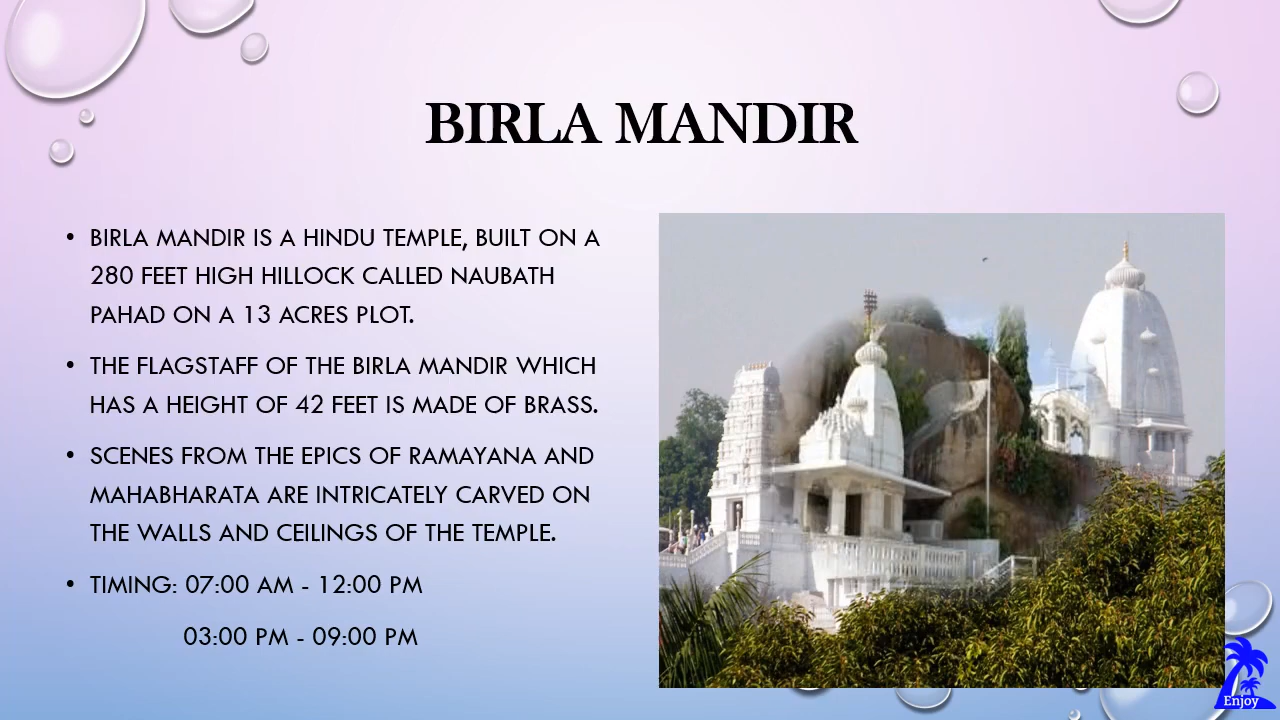 BIRLA MANDIR
• BIRLA MANDIR IS A HINDU TEMPLE, BUILT ON A
280 FEET HIGH HILLOCK CALLED NAUBATH
PAHAD ON A 13 ACRES PLOT.
• THE FLAGSTAFF OF THE BIRLA MANDIR WHICH
HAS A HEIGHT OF 42 FEET IS MADE OF BRASS.
• SCENES FROM THE EPICS OF RAMAYANA AND
MAHABHARATA ARE INTRICATELY CARVED ON
THE WALLS AND CEILINGS OF THE TEMPLE.
• TIMING: 07:00 AM - 12:00 PM
03:00 PM - 09:00 PM
Enjoy